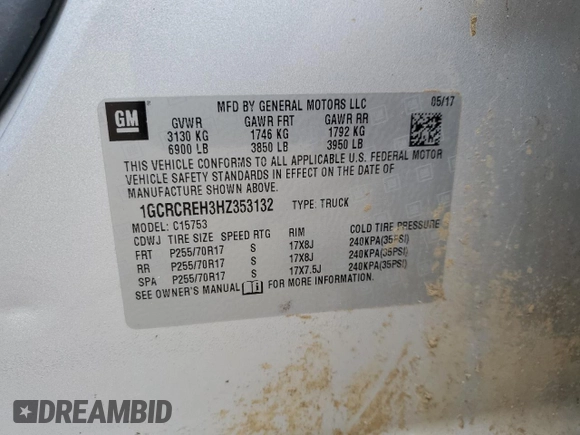 GM
MFD BY GENERAL MOTORS LLC 05/17
GVWR GAWR FRT GAWR RR
3130 KG 1746 KG 1792 KG
6900 LB 3850 LB 3950 LB
THIS VEHICLE CONFORMS TO ALL APPLICABLE U.S. FEDERAL MOTOR
VEHICLE SAFETY STANDARDS IN EFFECT ON THE DATE OF
MANUFACTURE SHOWN ABOVE.
1GCRCREH3HZ353132 TYPE: TRUCK
MODEL: C15753
CDWJ TIRE SIZE SPEED RTG RIM COLD TIRE PRESSURE
FRT P255/70R17 S 17X8J 240KPA(35PSI)
RR P255/70R17 S 17X8J 240KPA(35PSI)
SPA P255/70R17 S 17X7.5J 240KPA(35PSI)
SEE OWNER'S MANUAL FOR MORE INFORMATION.
DREAMBID